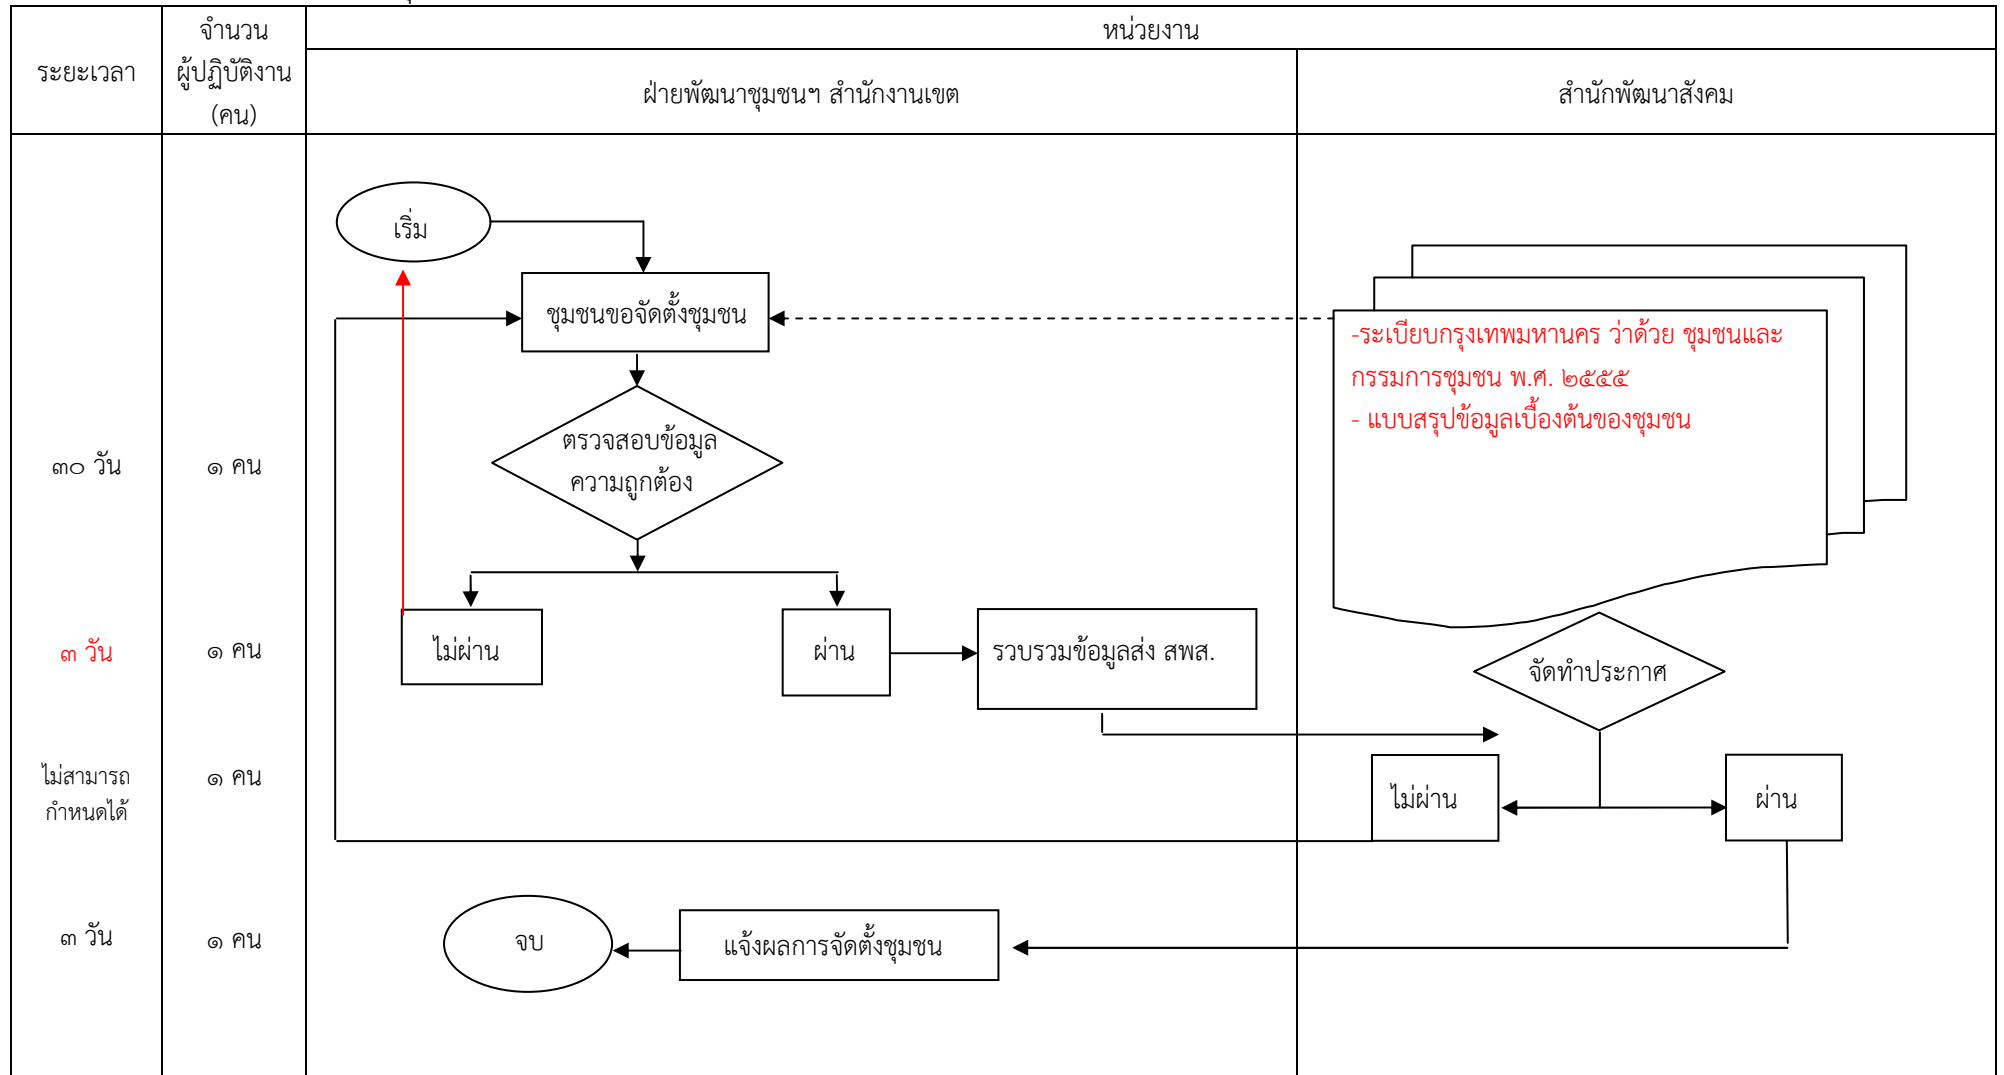 ระยะเวลา
จำนวน
ผู้ปฏิบัติงาน
(คน)
หน่วยงาน
ฝ่ายพัฒนาชุมชนฯ สำนักงานเขต
สำนักพัฒนาสังคม
เริ่ม
ชุมชนขอจัดตั้งชุมชน
-ระเบียบกรุงเทพมหานคร ว่าด้วย ชุมชนและ
กรรมการชุมชน พ.ศ. ๒๕๕๕
- แบบสรุปข้อมูลเบื้องต้นของชุมชน
๓๐ วัน
๑ คน
ตรวจสอบข้อมูล
ความถูกต้อง
๓ วัน
๑ คน
ไม่ผ่าน
ผ่าน
รวบรวมข้อมูลส่ง สพส.
จัดทำประกาศ
ไม่สามารถ
กำหนดได้
๑ คน
ไม่ผ่าน
ผ่าน
๓ วัน
๑ คน
จบ
แจ้งผลการจัดตั้งชุมชน